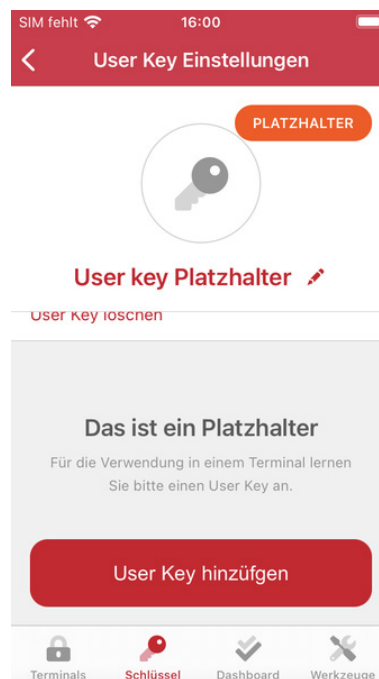 SIM fehlt 16:00
User Key Einstellungen
PLATZHALTER
User key Platzhalter
User Key löschen
Das ist ein Platzhalter
Für die Verwendung in einem Terminal lernen
Sie bitte einen User Key an.
User Key hinzüfgen
Terminals Schlüssel Dashboard Werkzeuge